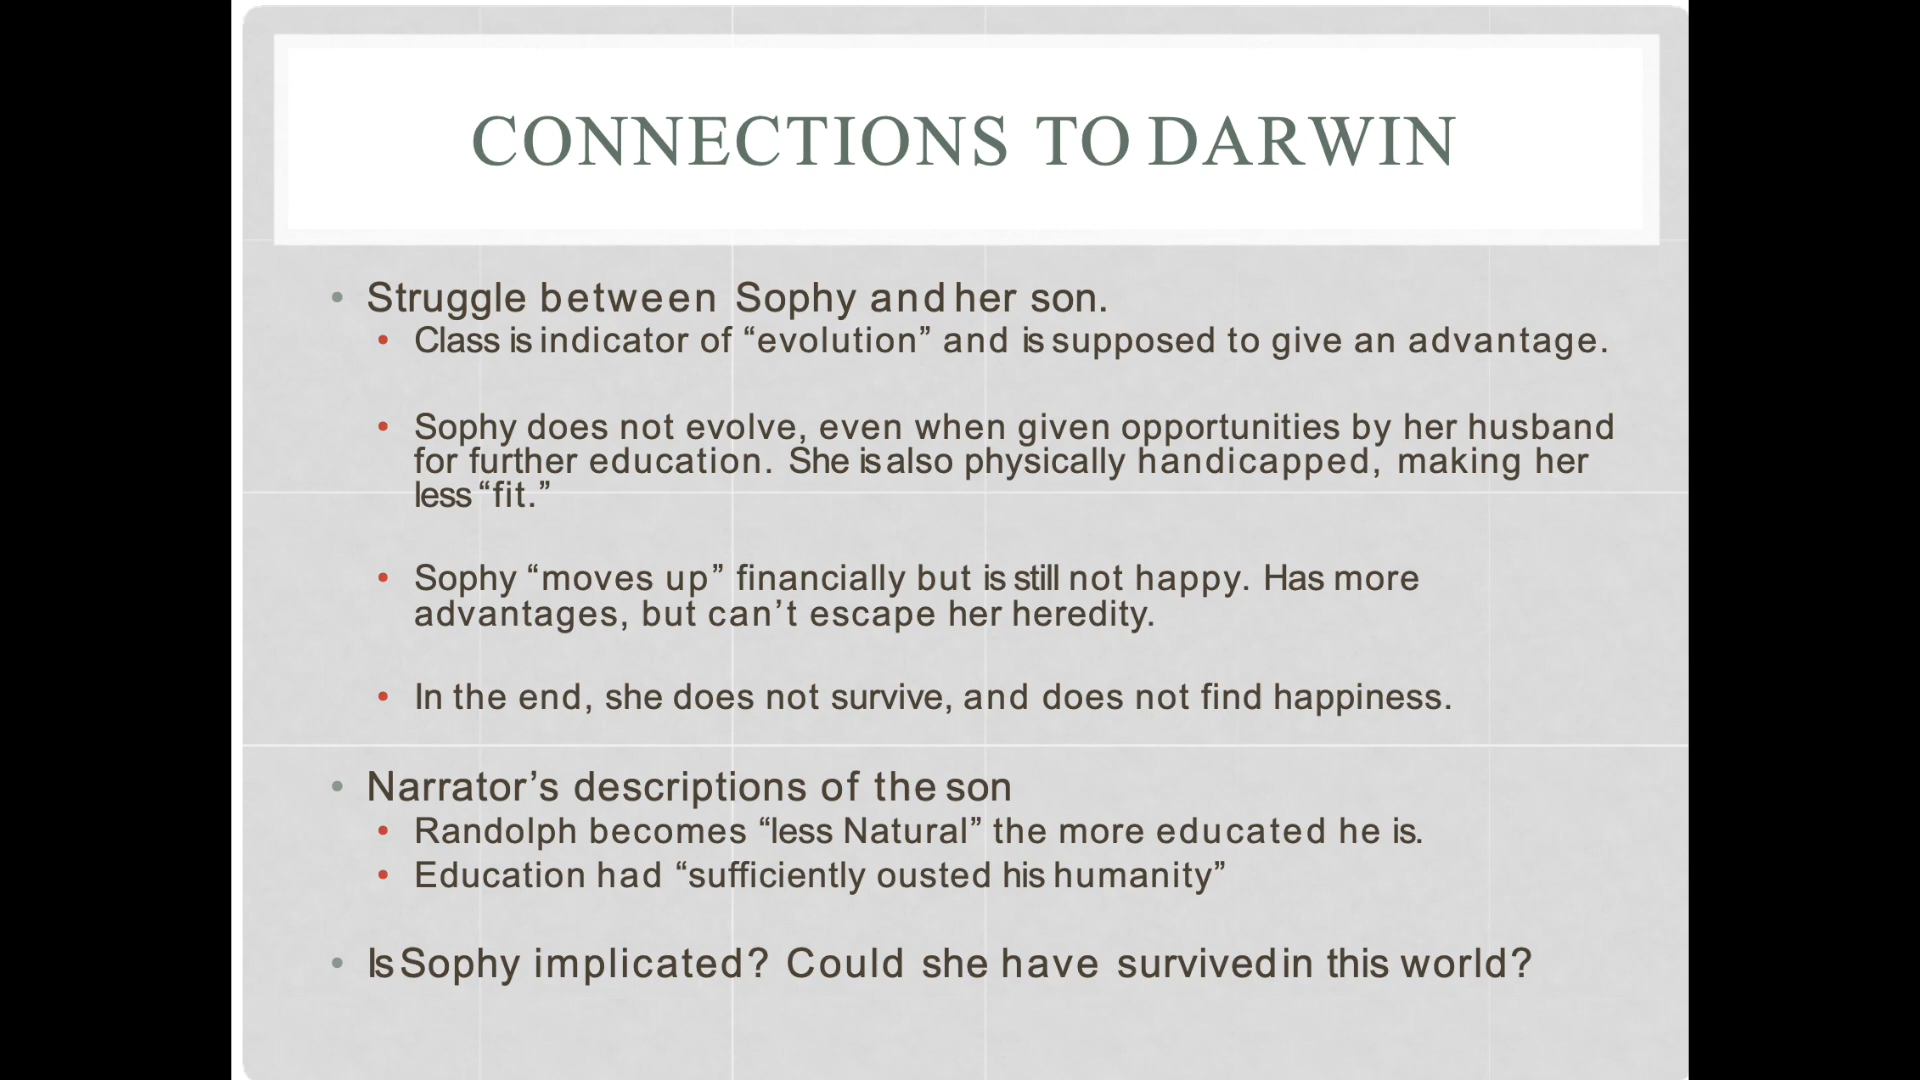 CONNECTIONS TO DARWIN
• Struggle between Sophy and her son.
• Class is indicator of “evolution” and is supposed to give an advantage.
• Sophy does not evolve, even when given opportunities by her husband
for further education. She is also physically handicapped, making her
less “fit.”
• Sophy “moves up” financially but is still not happy. Has more
advantages, but can’t escape her heredity.
• In the end, she does not survive, and does not find happiness.
• Narrator’s descriptions of the son
• Randolph becomes “less Natural” the more educated he is.
• Education had “sufficiently ousted his humanity”
• Is Sophy implicated? Could she have survived in this world?